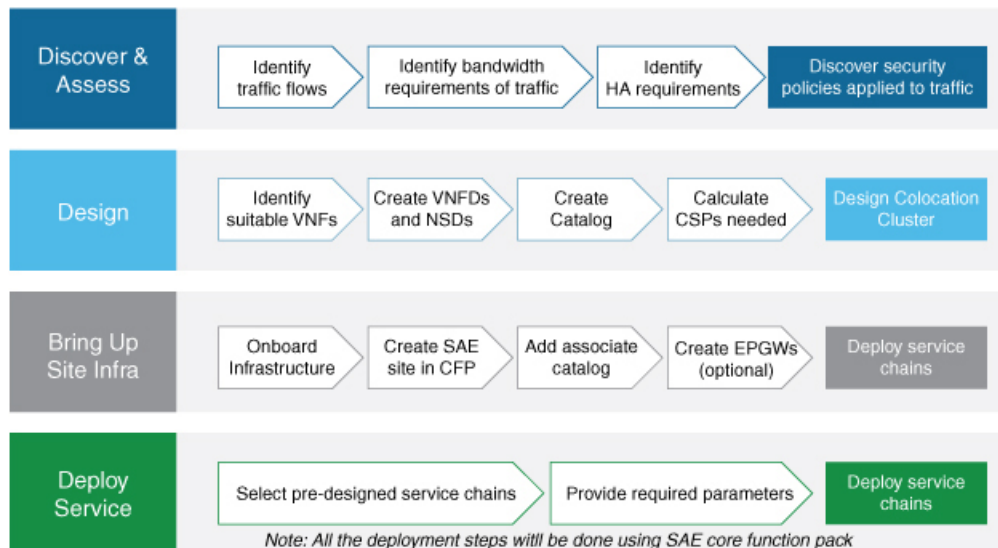 Discover &
Assess
Identify
traffic flows
Identify bandwidth
requirements of traffic
Identify
HA requirements
Discover security
policies applied to traffic
Design
Identify
suitable VNFs
Create VNFDs
and NSDs
Create
Catalog
Calculate
CSPs needed
Design Colocation
Cluster
Bring Up
Site Infra
Onboard
Infrastructure
Create SAE
site in CFP
Add associate
catalog
Create EPGWs
(optional)
Deploy service
chains
Deploy
Service
Select pre-designed service chains
Provide required parameters
Deploy service
chains
Note: All the deployment steps witll be done using SAE core function pack